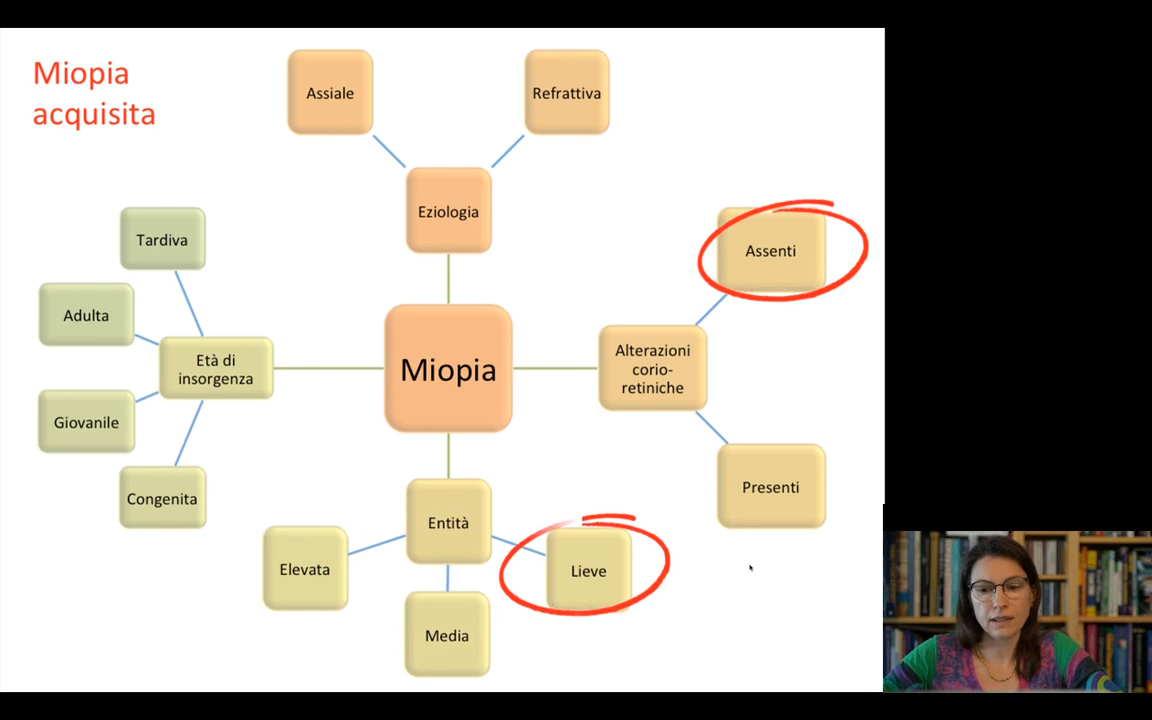 Miopia
acquisita
Assiale
Refrattiva
Eziologia
Tardiva
Adulta
Età di
insorgenza
Giovanile
Congenita
Miopia
Assenti
Alterazioni
corio-
retiniche
Presenti
Entità
Elevata
Media
Lieve